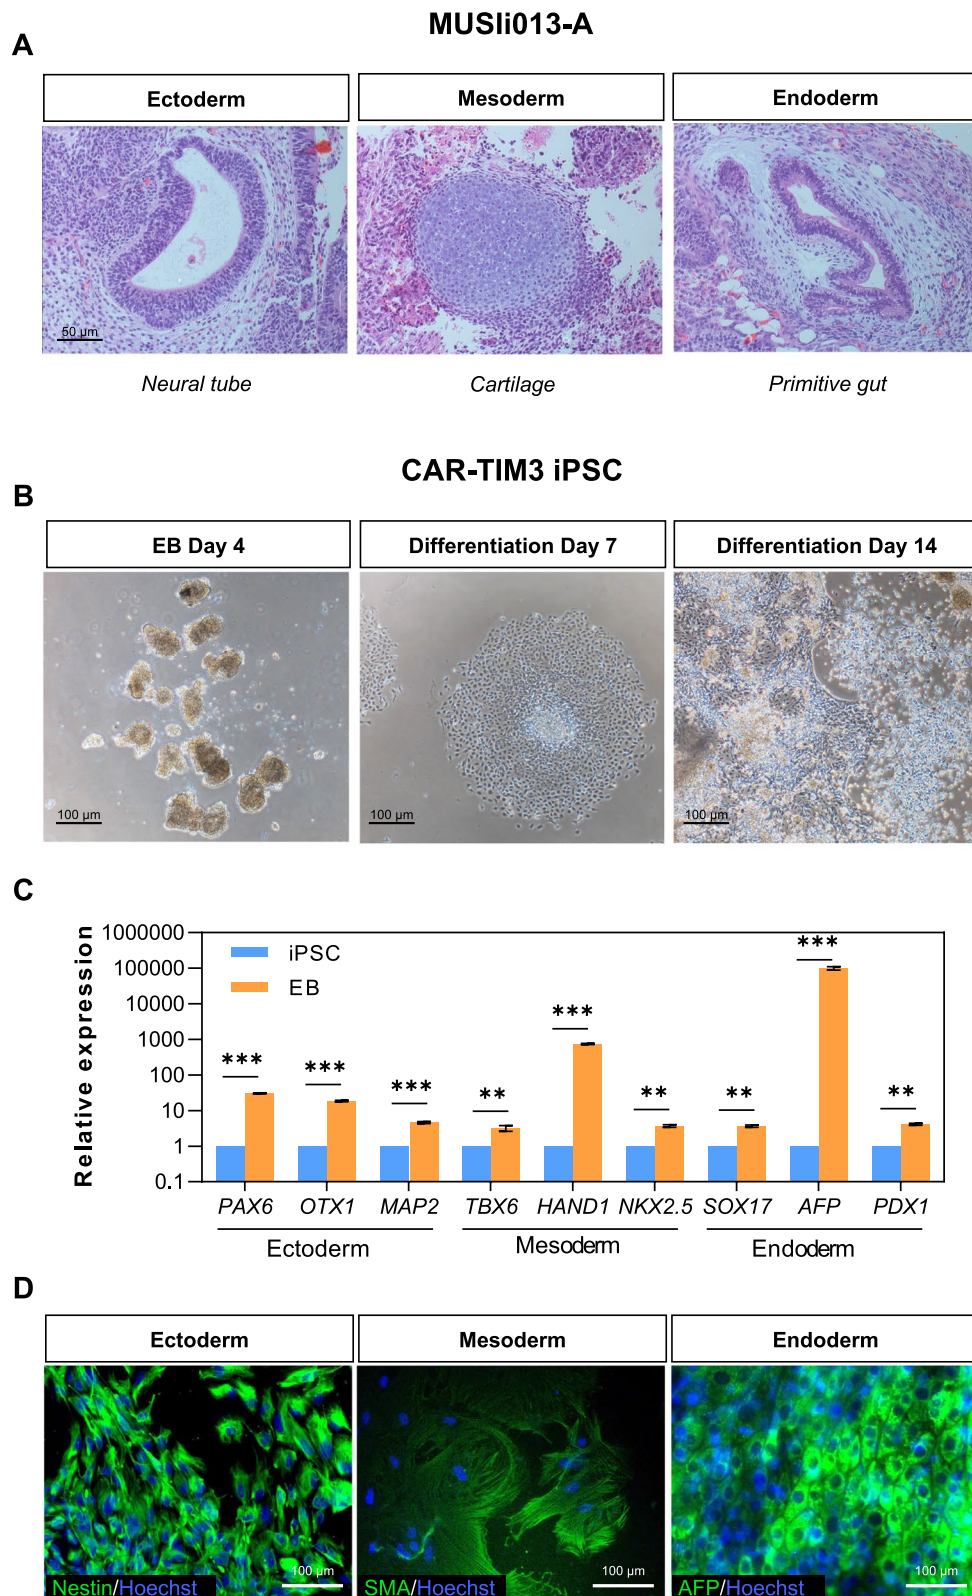 MUSIi013-A
A
Ectoderm Mesoderm Endoderm
50 µm
Neural tube Cartilage Primitive gut
CAR-TIM3 iPSC
B
EB Day 4 Differentiation Day 7 Differentiation Day 14
100 µm 100 µm 100 µm
C
Relative expression
1000000
100000
10000
1000
100
10
1
0.1
iPSC
EB
*** *** *** ** *** ** ** *** **
PAX6 OTX1 MAP2 TBX6 HAND1 NKX2.5 SOX17 AFP PDX1
Ectoderm Mesoderm Endoderm
D
Ectoderm Mesoderm Endoderm
100 µm 100 µm 100 µm
Nestin/Hoechst SMA/Hoechst AFP/Hoechst